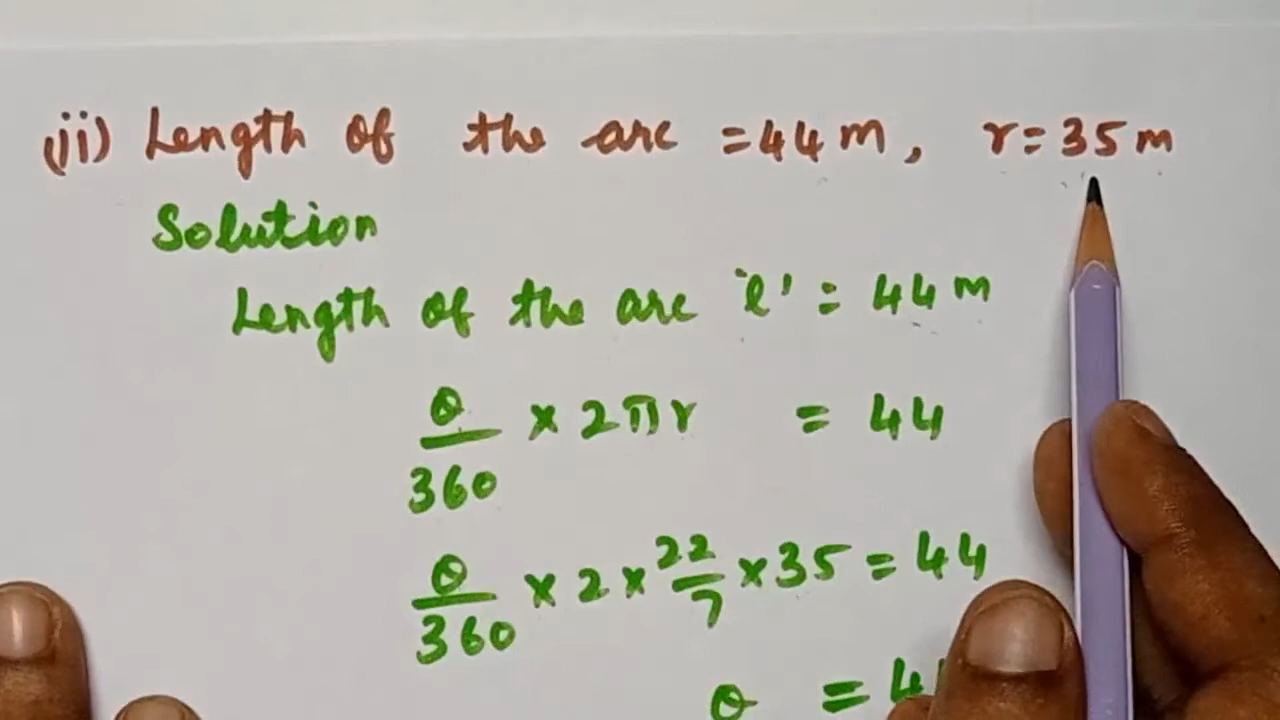 (ii) Length of the arc = 44 m, r = 35 m
Solution
Length of the arc 'l' = 44 m
θ/360 × 2πr = 44
θ/360 × 2 × 22/7 × 35 = 44
θ = 4